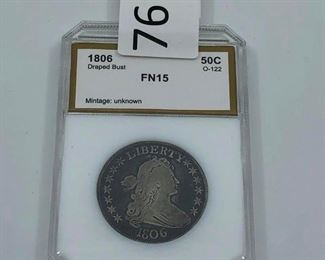 76
1806
50C
Draped Bust
O-122
FN15
Mintage: unknown
LIBERTY
1806